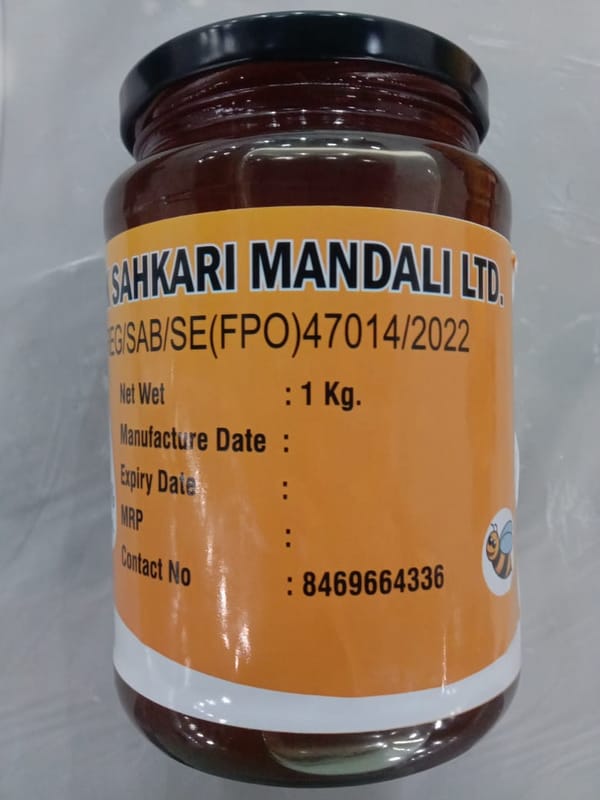 SAHKARI MANDALI LTD.
EG/SAB/SE(FPO)47014/2022
Net Wet : 1 Kg.
Manufacture Date :
Expiry Date :
MRP :
Contact No : 8469664336